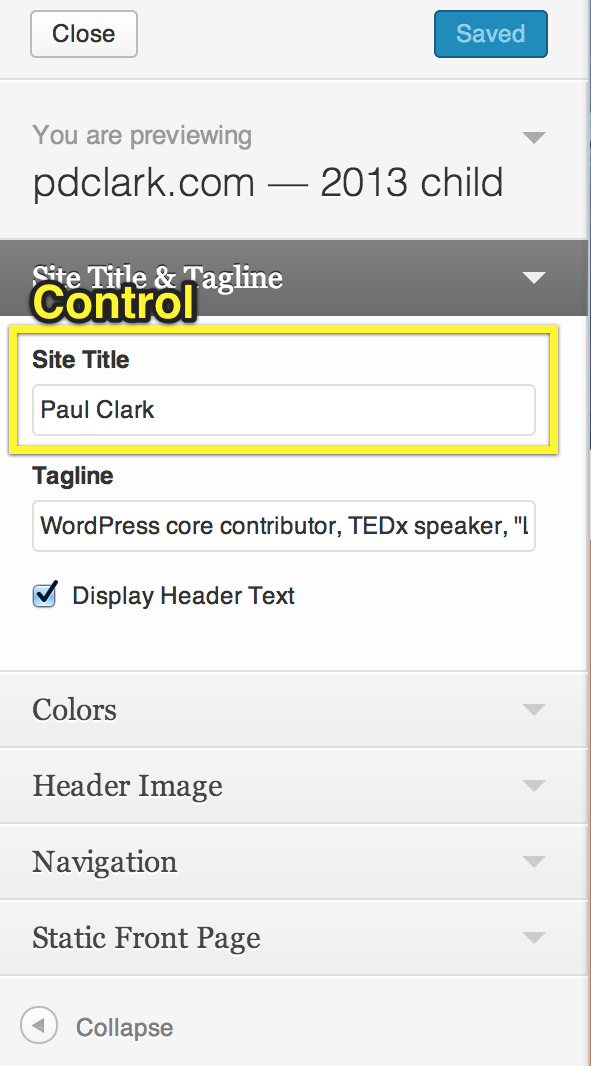 Close
Saved
You are previewing
pdclark.com — 2013 child
Site Title & Tagline
Control
Site Title
Paul Clark
Tagline
WordPress core contributor, TEDx speaker, "L
Display Header Text
Colors
Header Image
Navigation
Static Front Page
Collapse